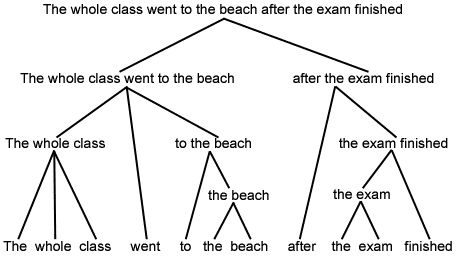 The whole class went to the beach after the exam finished
The whole class went to the beach after the exam finished
The whole class to the beach the exam finished
the beach the exam
The whole class went to the beach after the exam finished